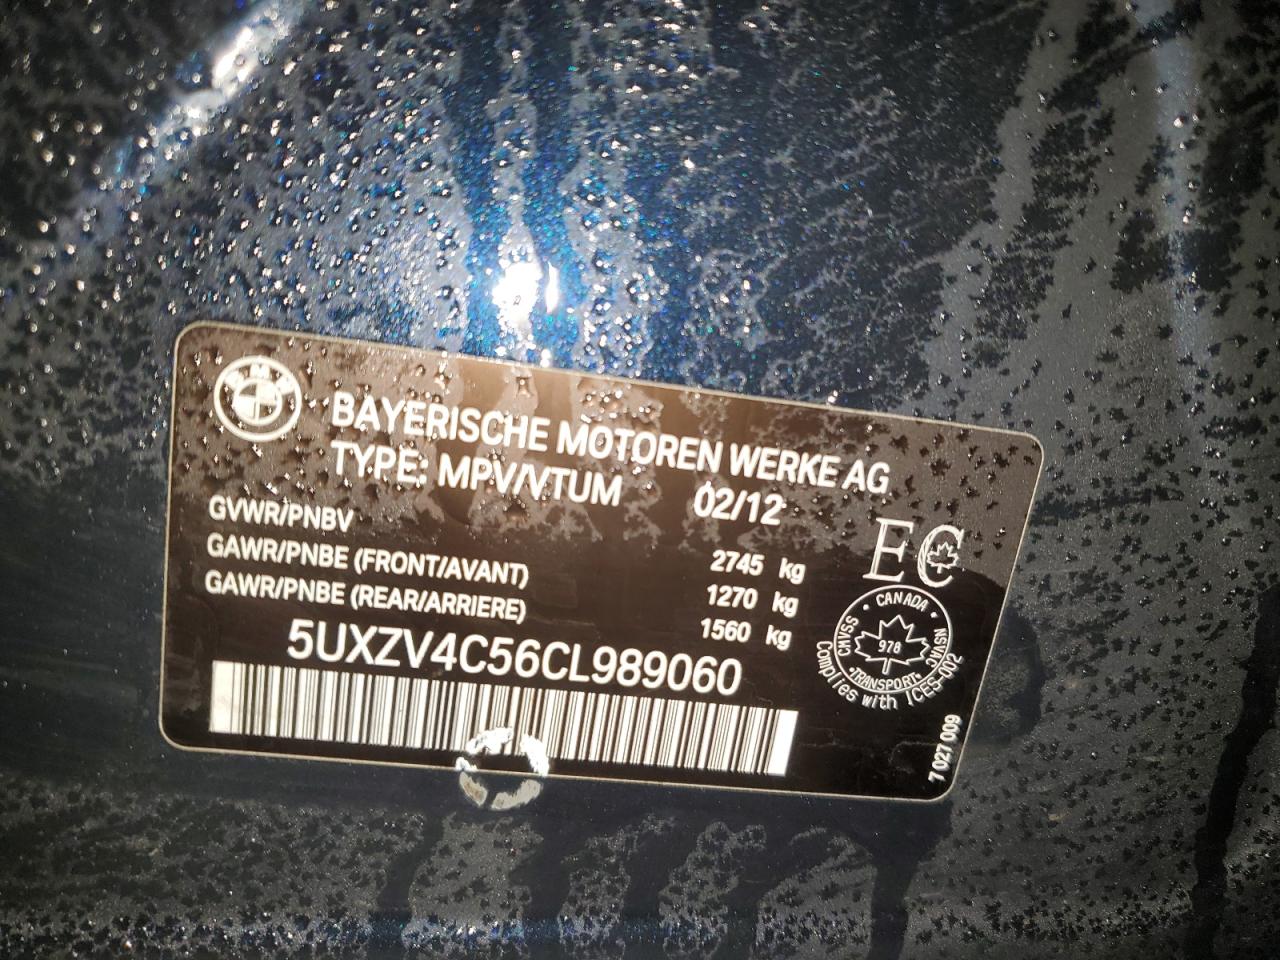 BMW
BAYERISCHE MOTOREN WERKE AG
TYPE: MPV/VTUM 02/12
GVWR/PNBV 2745 kg
GAWR/PNBE (FRONT/AVANT) 1270 kg
GAWR/PNBE (REAR/ARRIERE) 1560 kg
5UXZV4C56CL989060
EC
CANADA
CMVSS
978
NSVAC
TRANSPORT
Complies with ICES-002
7 027 009